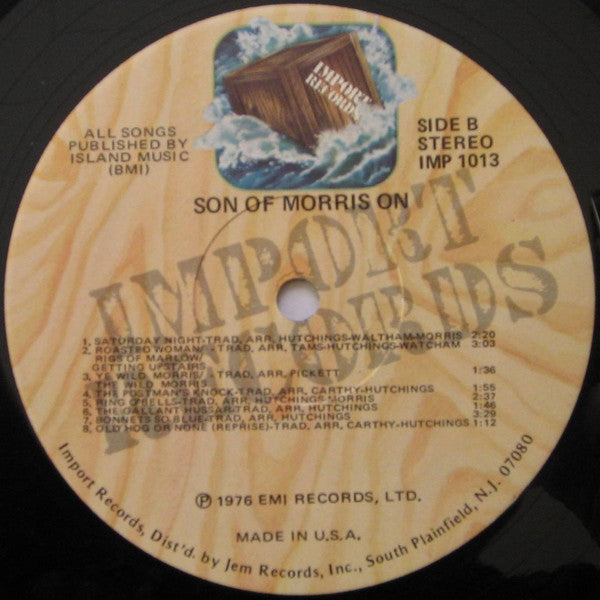 IMPORT
RECORDS
ALL SONGS
PUBLISHED BY
ISLAND MUSIC
(BMI)
SIDE B
STEREO
IMP 1013
SON OF MORRIS ON
IMPORT
RECORDS
1. SATURDAY NIGHT-TRAD, ARR, HUTCHINGS-WALTHAM-MORRIS 2:20
2. ROASTED WOMAN/ -TRAD, ARR, TAMS-HUTCHINGS-WATCHAM 3:03
RIGS OF MARLOW/
GETTING UPSTAIRS
3. YE WILD MORRIS/ -TRAD, ARR, PICKETT 1:36
THE WILD MORRIS
4. THE POSTMAN'S KNOCK-TRAD, ARR, CARTHY-HUTCHINGS 1:55
5. RING O'BELLS-TRAD, ARR, HUTCHINGS-MORRIS 2:37
6. THE GALLANT HUSSAR-TRAD, ARR, HUTCHINGS 1:46
7. BONNETS SO BLUE-TRAD, ARR, HUTCHINGS 3:29
8. OLD HOG OR NONE (REPRISE)-TRAD, ARR, CARTHY-HUTCHINGS 1:12
Ⓟ 1976 EMI RECORDS, LTD.
MADE IN U.S.A.
Import Records, Dist'd. by Jem Records, Inc., South Plainfield, N.J. 07080